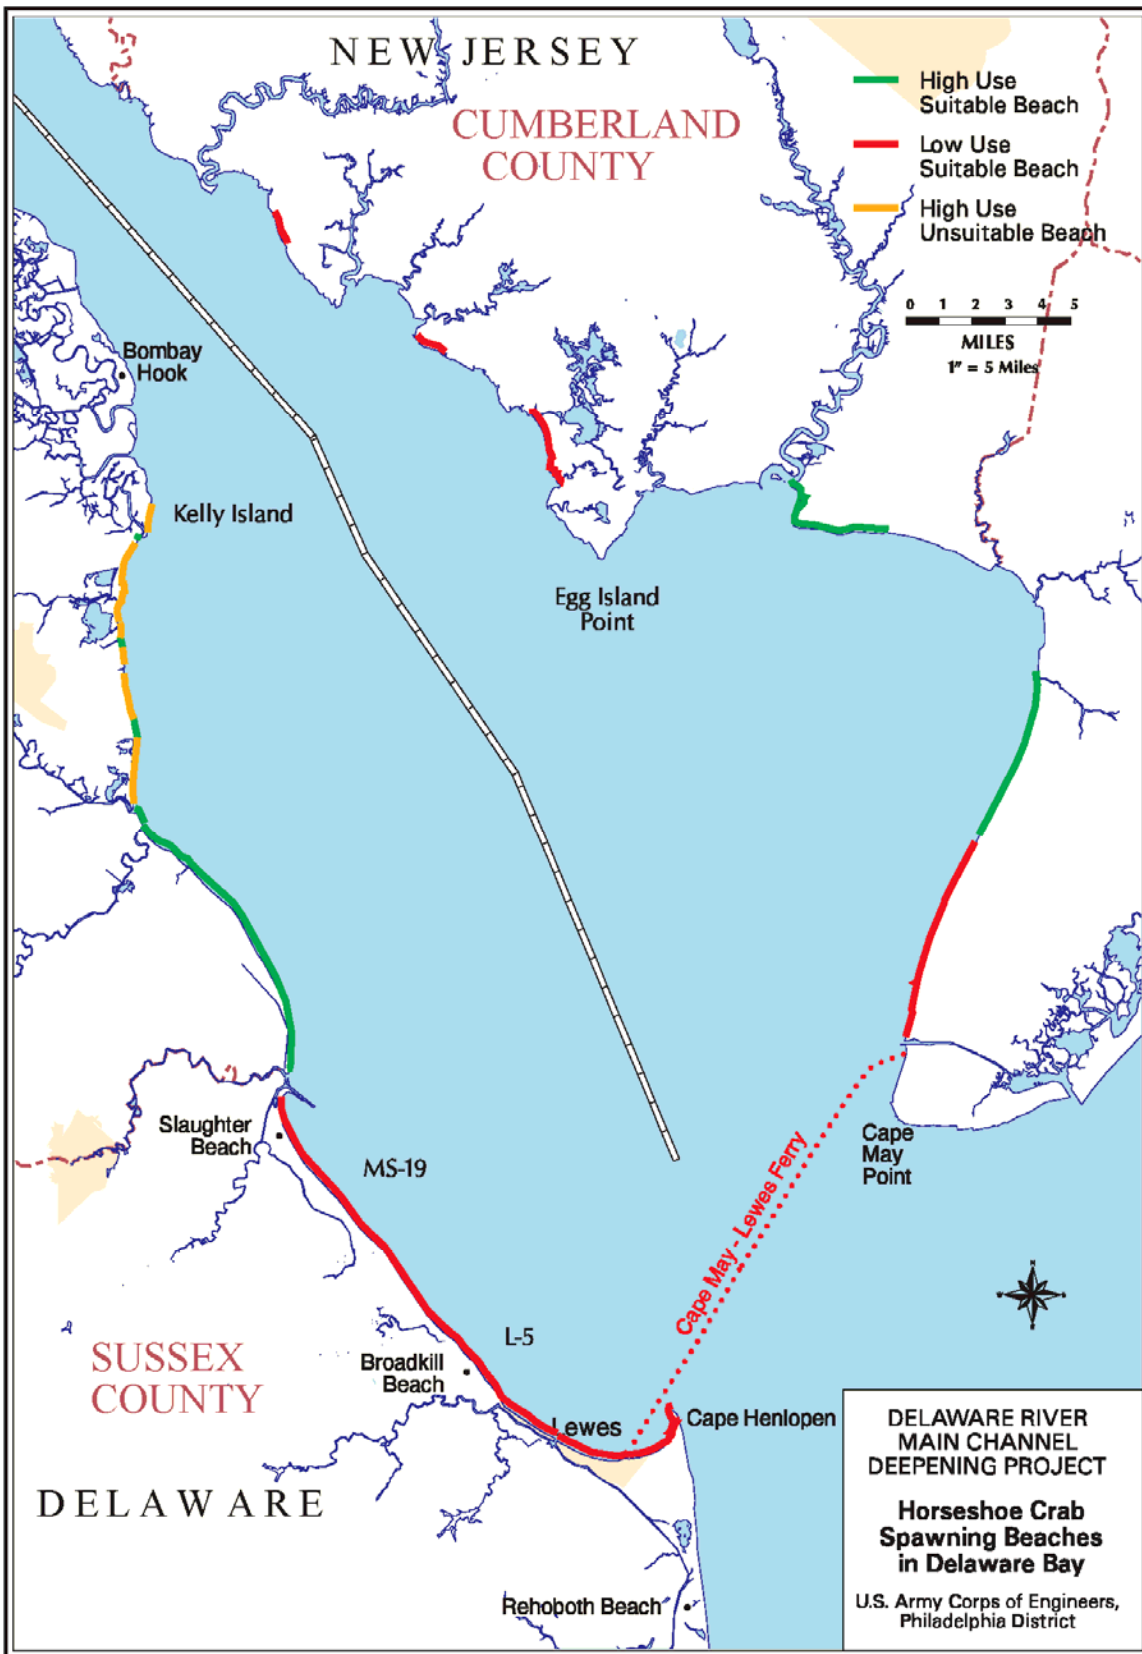 NEW JERSEY
CUMBERLAND
COUNTY
High Use
Suitable Beach
Low Use
Suitable Beach
High Use
Unsuitable Beach
0 1 2 3 4 5
MILES
1" = 5 Miles
Bombay
Hook
Kelly Island
Egg Island
Point
Slaughter
Beach
MS-19
Cape
May
Point
Cape May - Lewes Ferry
L-5
SUSSEX
COUNTY
Broadkill
Beach
Lewes
Cape Henlopen
DELAWARE
Rehoboth Beach
DELAWARE RIVER
MAIN CHANNEL
DEEPENING PROJECT
Horseshoe Crab
Spawning Beaches
in Delaware Bay
U.S. Army Corps of Engineers,
Philadelphia District